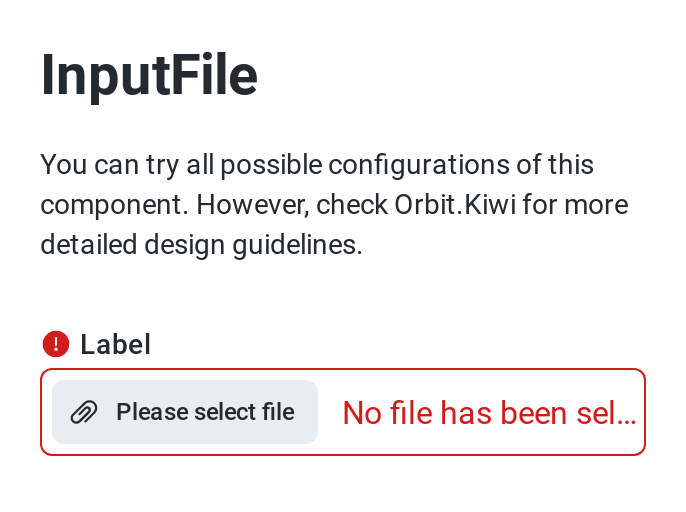 InputFile
You can try all possible configurations of this
component. However, check Orbit.Kiwi for more
detailed design guidelines.
Label
Please select file
No file has been sel...